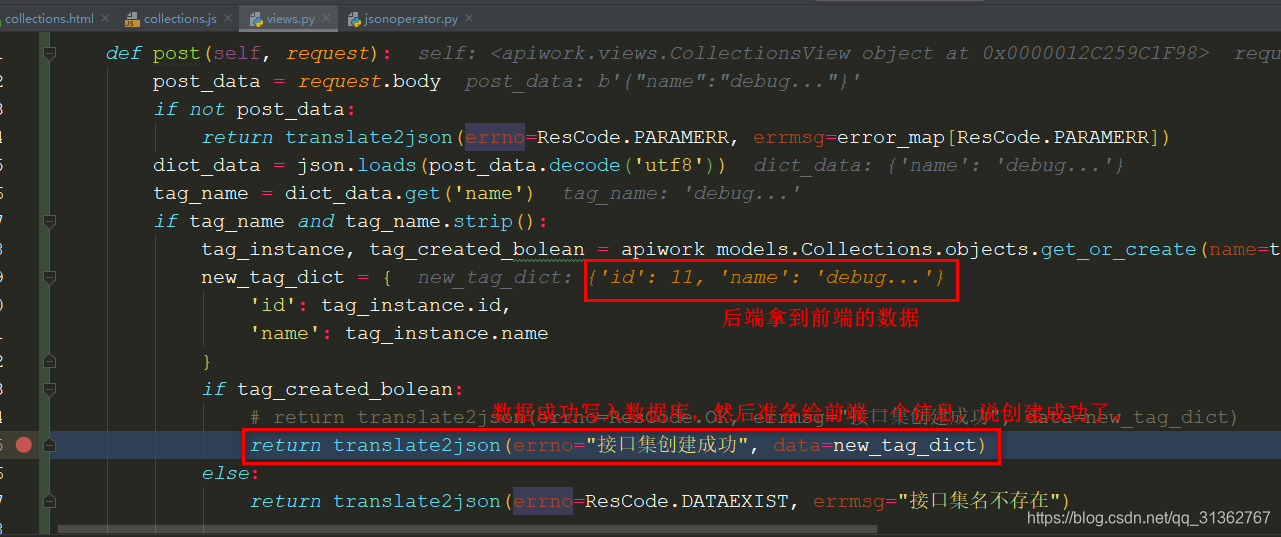 collections.html collections.js views.py jsonoperator.py
def post(self, request): self: <apiwork.views.CollectionsView object at 0x0000012C259C1F98> requ
post_data = request.body post_data: b'{"name":"debug..."}'
if not post_data:
return translate2json(errno=ResCode.PARAMERR, errmsg=error_map[ResCode.PARAMERR])
dict_data = json.loads(post_data.decode('utf8')) dict_data: {'name': 'debug...'}
tag_name = dict_data.get('name') tag_name: 'debug...'
if tag_name and tag_name.strip():
tag_instance, tag_created_bolean = apiwork_models.Collections.objects.get_or_create(name=t
new_tag_dict = { new_tag_dict: {'id': 11, 'name': 'debug...'}
'id': tag_instance.id,
后端拿到前端的数据
'name': tag_instance.name
}
if tag_created_bolean:
数据成功写入数据库，然后准备给前端一个信息，说创建成功了
# return translate2json(errno=ResCode.OK, errmsg="接口集创建成功", data=new_tag_dict)
return translate2json(errno="接口集创建成功", data=new_tag_dict)
else:
return translate2json(errno=ResCode.DATAEXIST, errmsg="接口集名不存在")
https://blog.csdn.net/qq_31362767